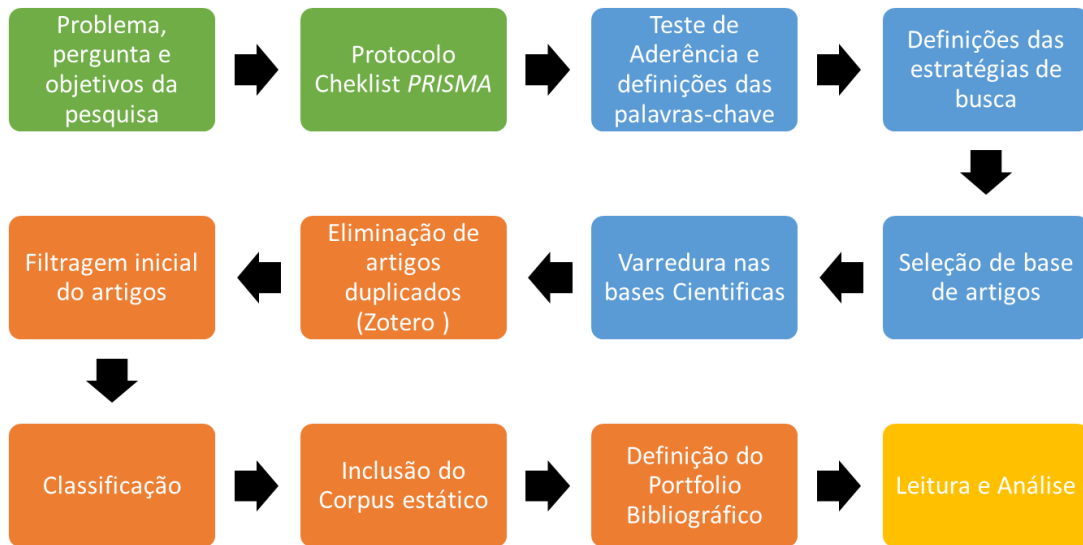 Problema,
pergunta e
objetivos da
pesquisa
Protocolo
Cheklist PRISMA
Teste de
Aderência e
definições das
palavras-chave
Definições das
estratégias de
busca
Seleção de base
de artigos
Varredura nas
bases Cientificas
Eliminação de
artigos
duplicados
(Zotero )
Filtragem inicial
do artigos
Classificação
Inclusão do
Corpus estático
Definição do
Portfolio
Bibliográfico
Leitura e Análise